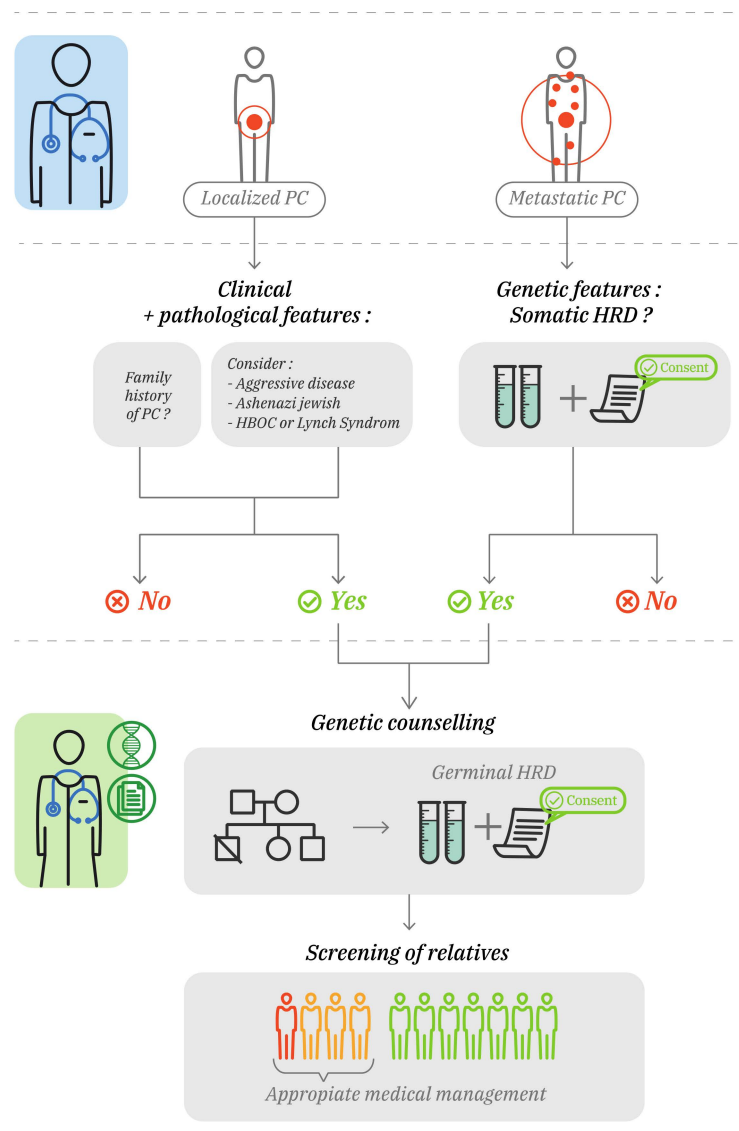 Localized PC
Metastatic PC
Clinical
+ pathological features :
Genetic features :
Somatic HRD ?
Family
history
of PC ?
Consider :
- Aggressive disease
- Ashenazi jewish
- HBOC or Lynch Syndrom
Consent
No
Yes
Yes
No
Genetic counselling
Germinal HRD
Consent
Screening of relatives
Appropiate medical management